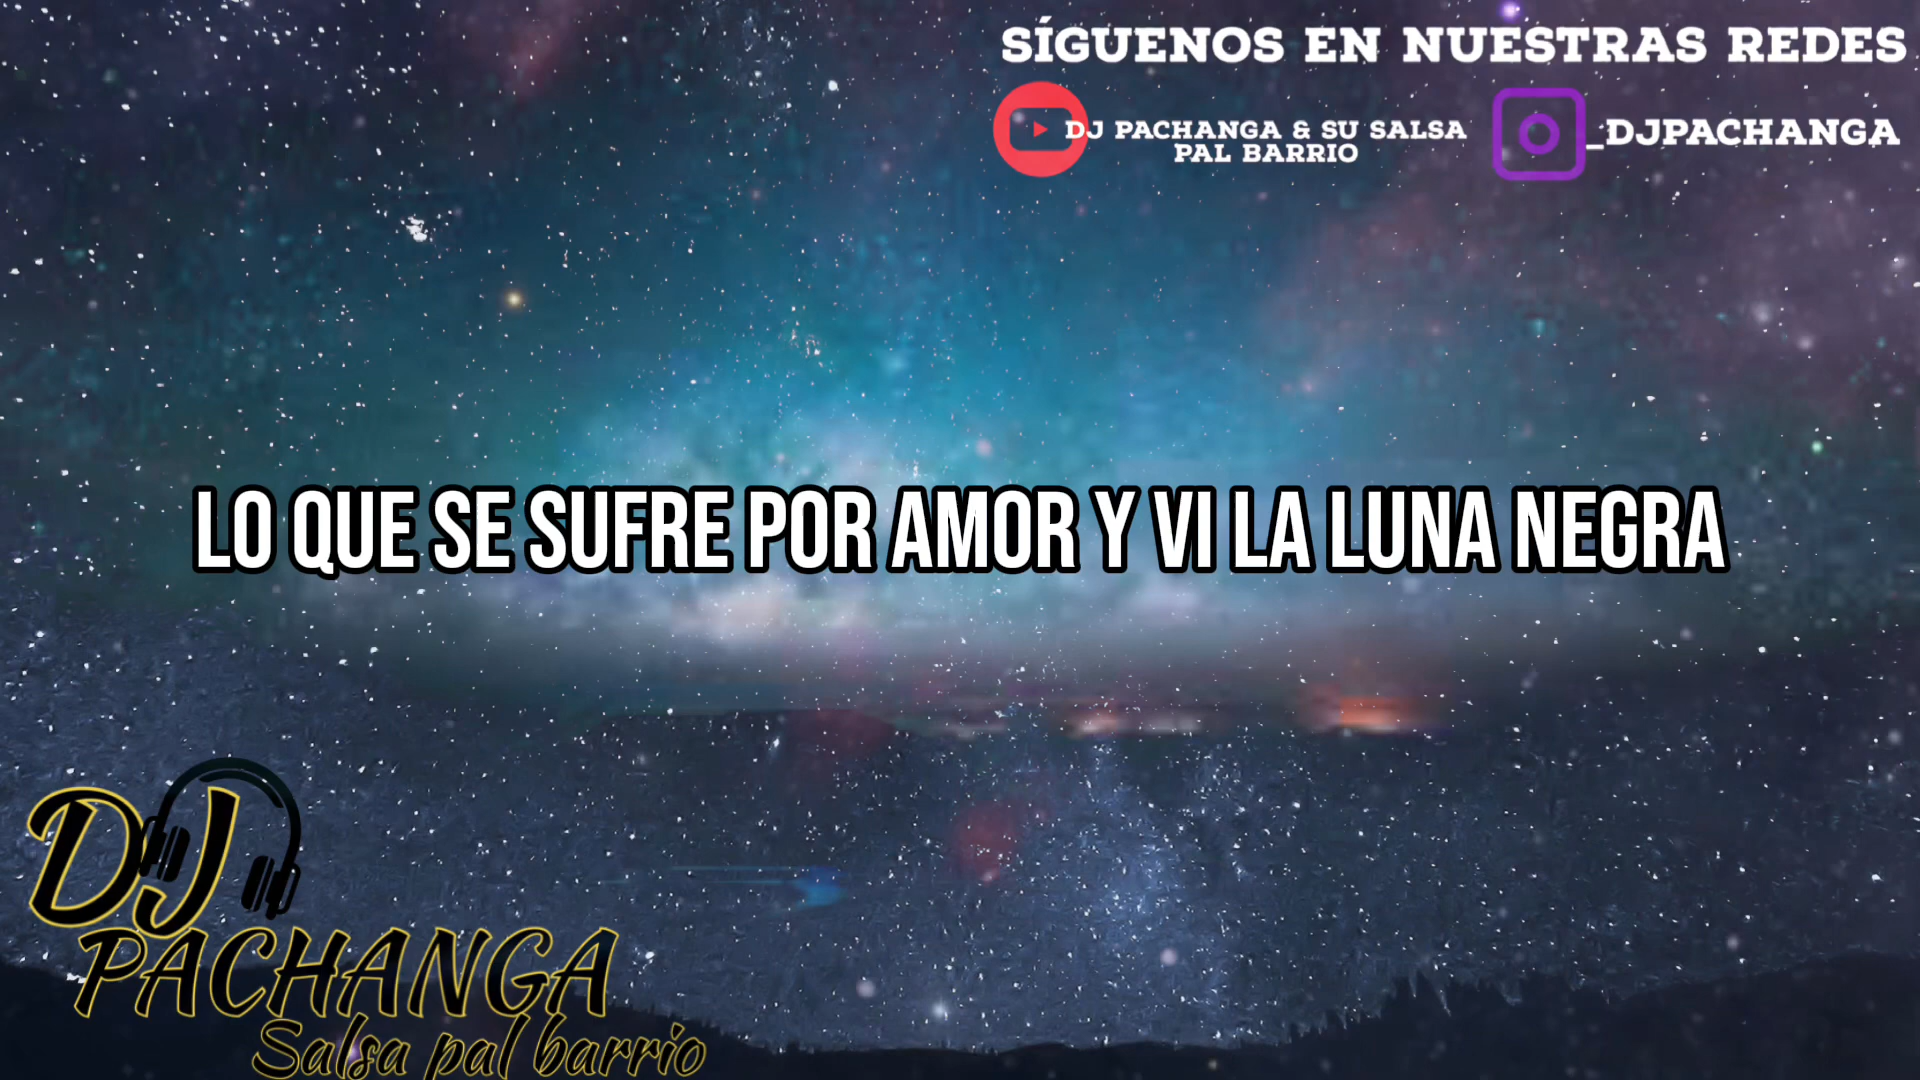 SÍGUENOS EN NUESTRAS REDES
DJ PACHANGA & SU SALSA
PAL BARRIO
_DJPACHANGA
LO QUE SE SUFRE POR AMOR Y VI LA LUNA NEGRA
DJ
PACHANGA
Salsa pal barrio